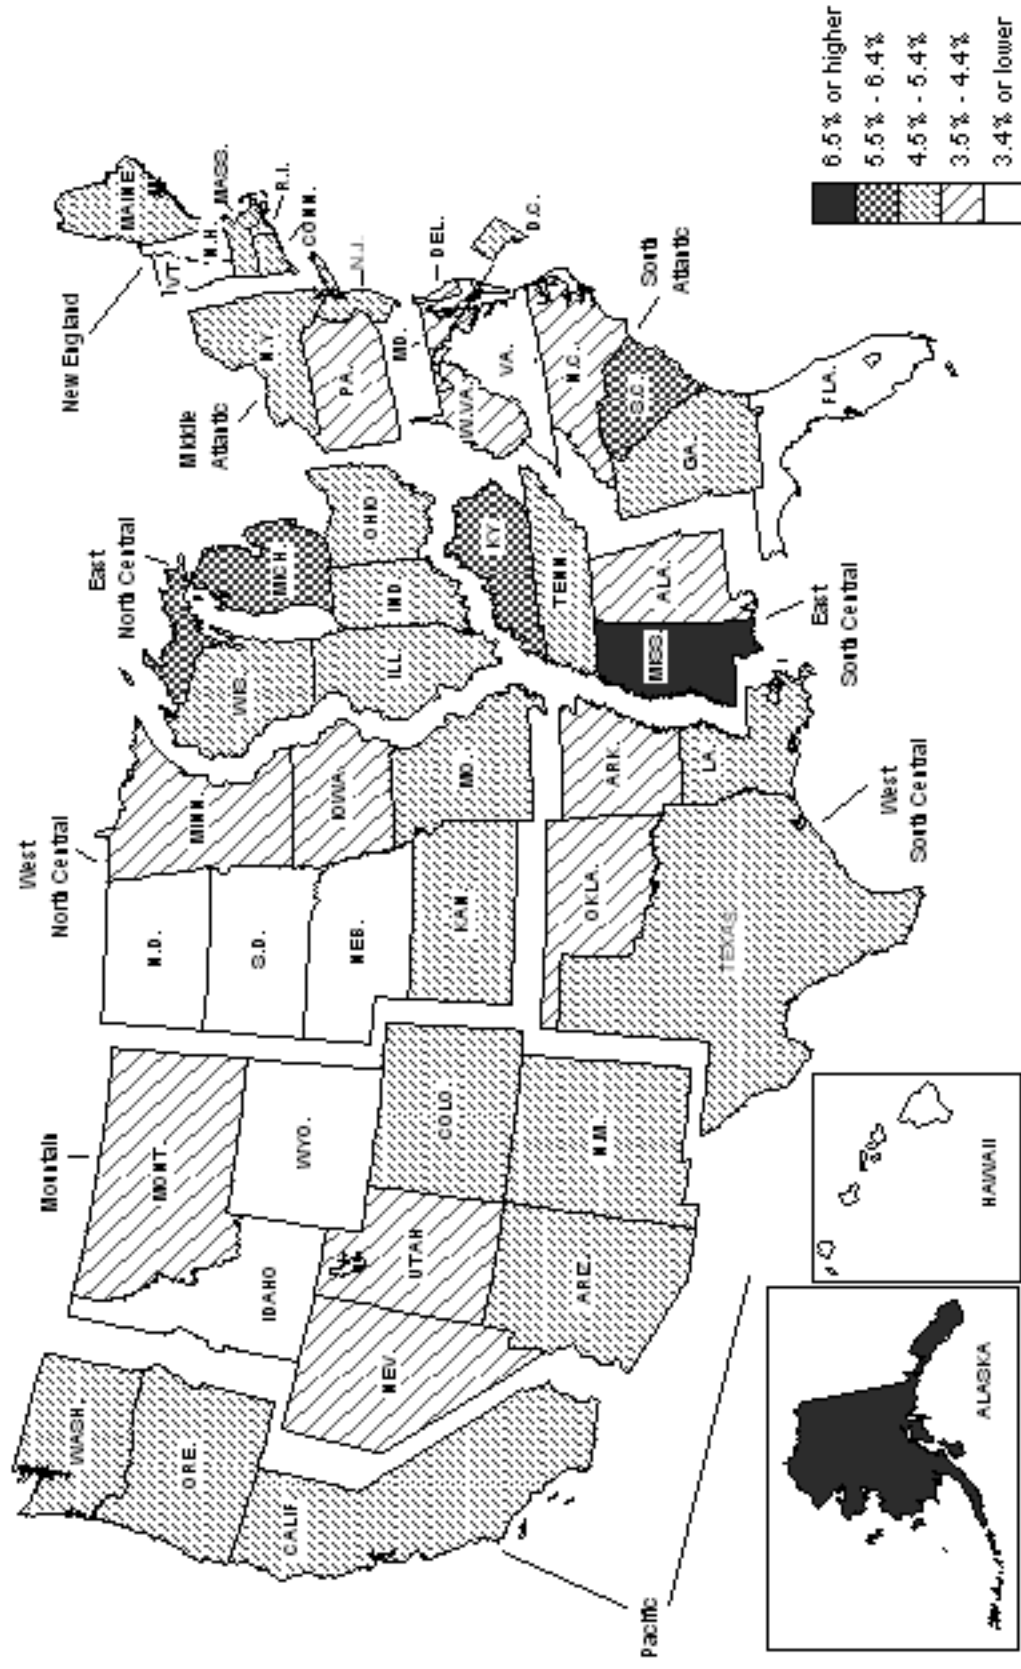 New England
MAINE
VT.
N.H.
MASS.
R.I.
CONN.
Middle
Atlantic
N.Y.
PA.
N.J.
South
Atlantic
DEL.
D.C.
MD.
VA.
W.VA.
N.C.
S.C.
GA.
FLA.
East
North Central
MICH.
OHIO
IND.
ILL.
WIS.
East
South Central
KY.
TENN.
ALA.
MISS.
West
North Central
N.D.
S.D.
NEB.
KAN.
MINN.
IOWA.
MO.
West
South Central
ARK.
LA.
OKLA.
TEXAS.
Mountain
MONT.
WYO.
IDAHO
COLO.
N.M.
UTAH
ARIZ.
NEV.
Pacific
WASH.
ORE.
CALIF.
ALASKA
HAWAII
6.5% or higher
5.5% - 6.4%
4.5% - 5.4%
3.5% - 4.4%
3.4% or lower